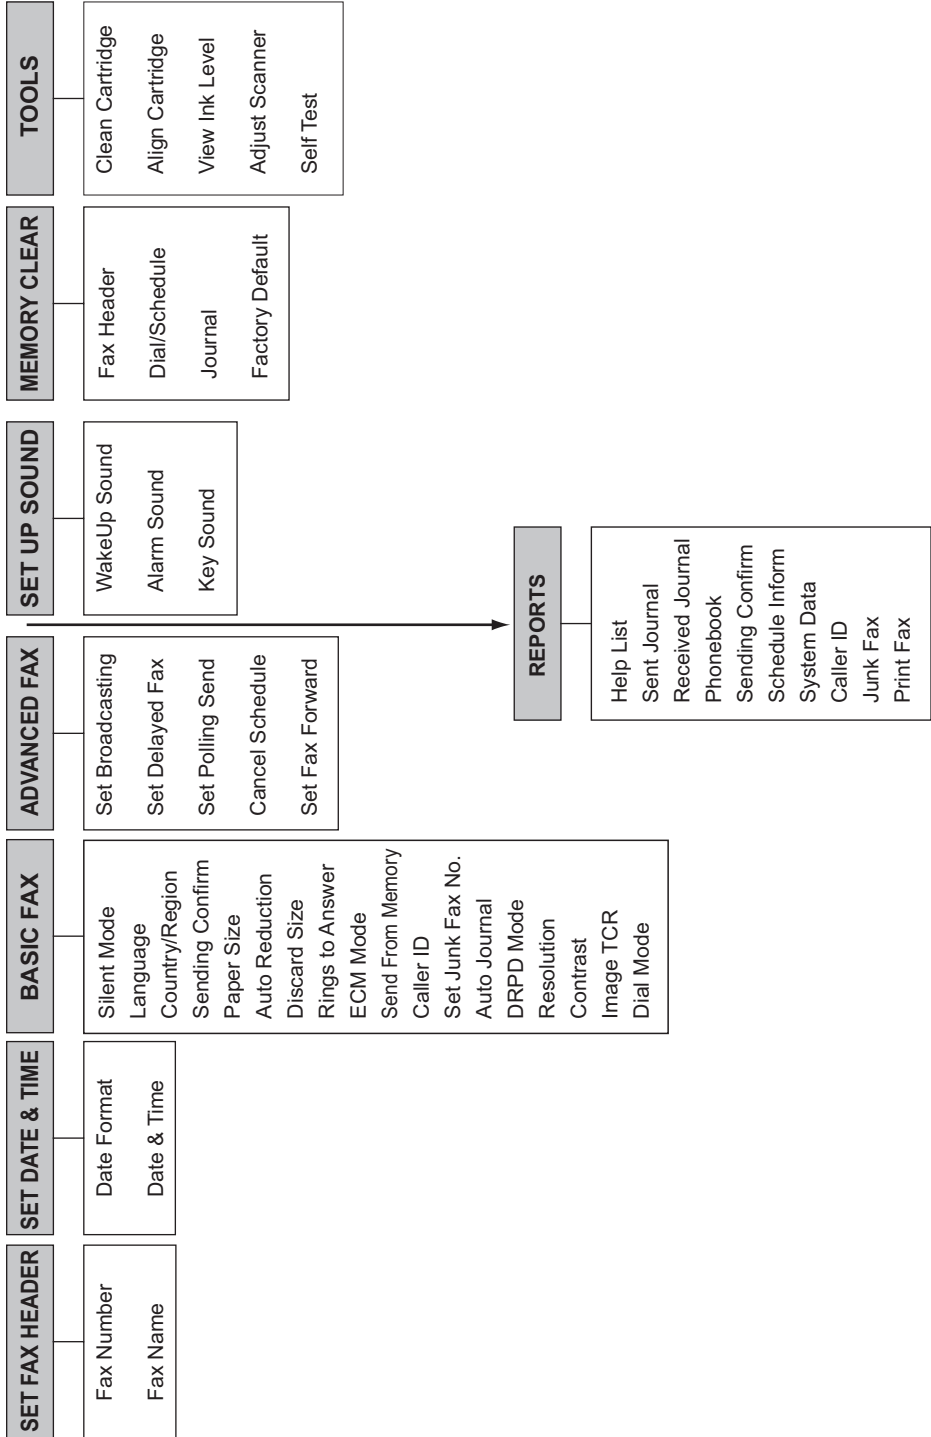 SET FAX HEADER
Fax Number
Fax Name
SET DATE & TIME
Date Format
Date & Time
BASIC FAX
Silent Mode
Language
Country/Region
Sending Confirm
Paper Size
Auto Reduction
Discard Size
Rings to Answer
ECM Mode
Send From Memory
Caller ID
Set Junk Fax No.
Auto Journal
DRPD Mode
Resolution
Contrast
Image TCR
Dial Mode
ADVANCED FAX
Set Broadcasting
Set Delayed Fax
Set Polling Send
Cancel Schedule
Set Fax Forward
REPORTS
Help List
Sent Journal
Received Journal
Phonebook
Sending Confirm
Schedule Inform
System Data
Caller ID
Junk Fax
Print Fax
SET UP SOUND
WakeUp Sound
Alarm Sound
Key Sound
MEMORY CLEAR
Fax Header
Dial/Schedule
Journal
Factory Default
TOOLS
Clean Cartridge
Align Cartridge
View Ink Level
Adjust Scanner
Self Test